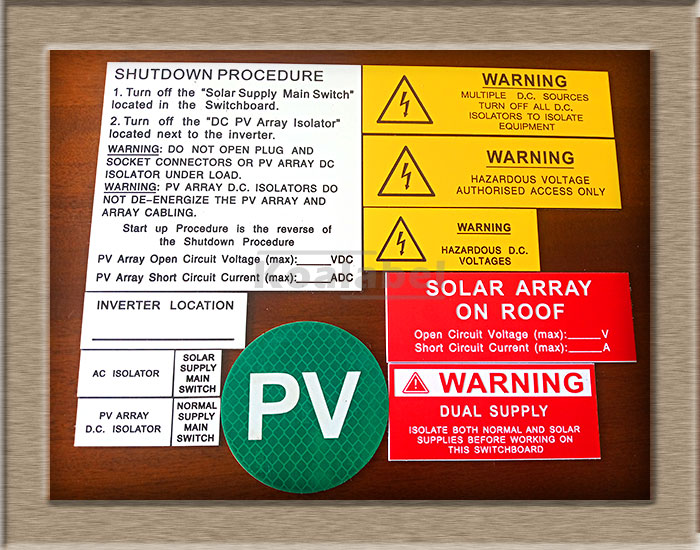 SHUTDOWN PROCEDURE
1. Turn off the "Solar Supply Main Switch"
located in the Switchboard.
2. Turn off the "DC PV Array Isolator"
located next to the inverter.
WARNING: DO NOT OPEN PLUG AND
SOCKET CONNECTORS OR PV ARRAY DC
ISOLATOR UNDER LOAD.
WARNING: PV ARRAY D.C. ISOLATORS DO
NOT DE-ENERGIZE THE PV ARRAY AND
ARRAY CABLING.
Start up Procedure is the reverse of
the Shutdown Procedure
PV Array Open Circuit Voltage (max):_____VDC
PV Array Short Circuit Current (max):_____ADC
WARNING
MULTIPLE D.C. SOURCES
TURN OFF ALL D.C.
ISOLATORS TO ISOLATE
EQUIPMENT
WARNING
HAZARDOUS VOLTAGE
AUTHORISED ACCESS ONLY
WARNING
HAZARDOUS D.C.
VOLTAGES
Koalabel
SOLAR ARRAY
ON ROOF
Open Circuit Voltage (max):_____V
Short Circuit Current (max):_____A
WARNING
DUAL SUPPLY
ISOLATE BOTH NORMAL AND SOLAR
SUPPLIES BEFORE WORKING ON
THIS SWITCHBOARD
INVERTER LOCATION
AC ISOLATOR
SOLAR
SUPPLY
MAIN
SWITCH
PV ARRAY
D.C. ISOLATOR
NORMAL
SUPPLY
MAIN
SWITCH
PV